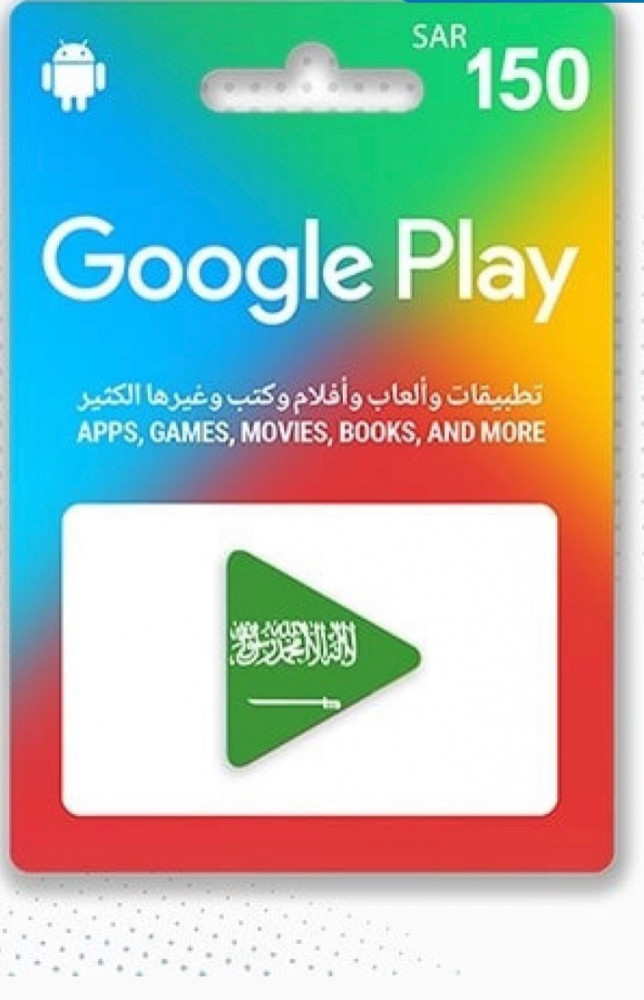 SAR 150
Google Play
تطبيقات وألعاب وأفلام وكتب وغيرها الكثير
APPS, GAMES, MOVIES, BOOKS, AND MORE
لا إله إلا الله محمد رسول الله